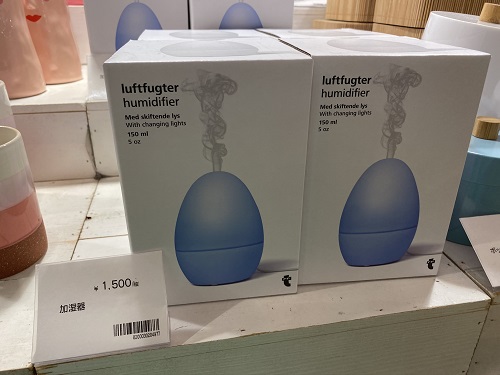 luftfugter
humidifier
Med skiftende lys
With changing lights
150 ml
5 oz
luftfugter
humidifier
Med skiftende lys
With changing lights
150 ml
5 oz
¥1,500/個
加湿器